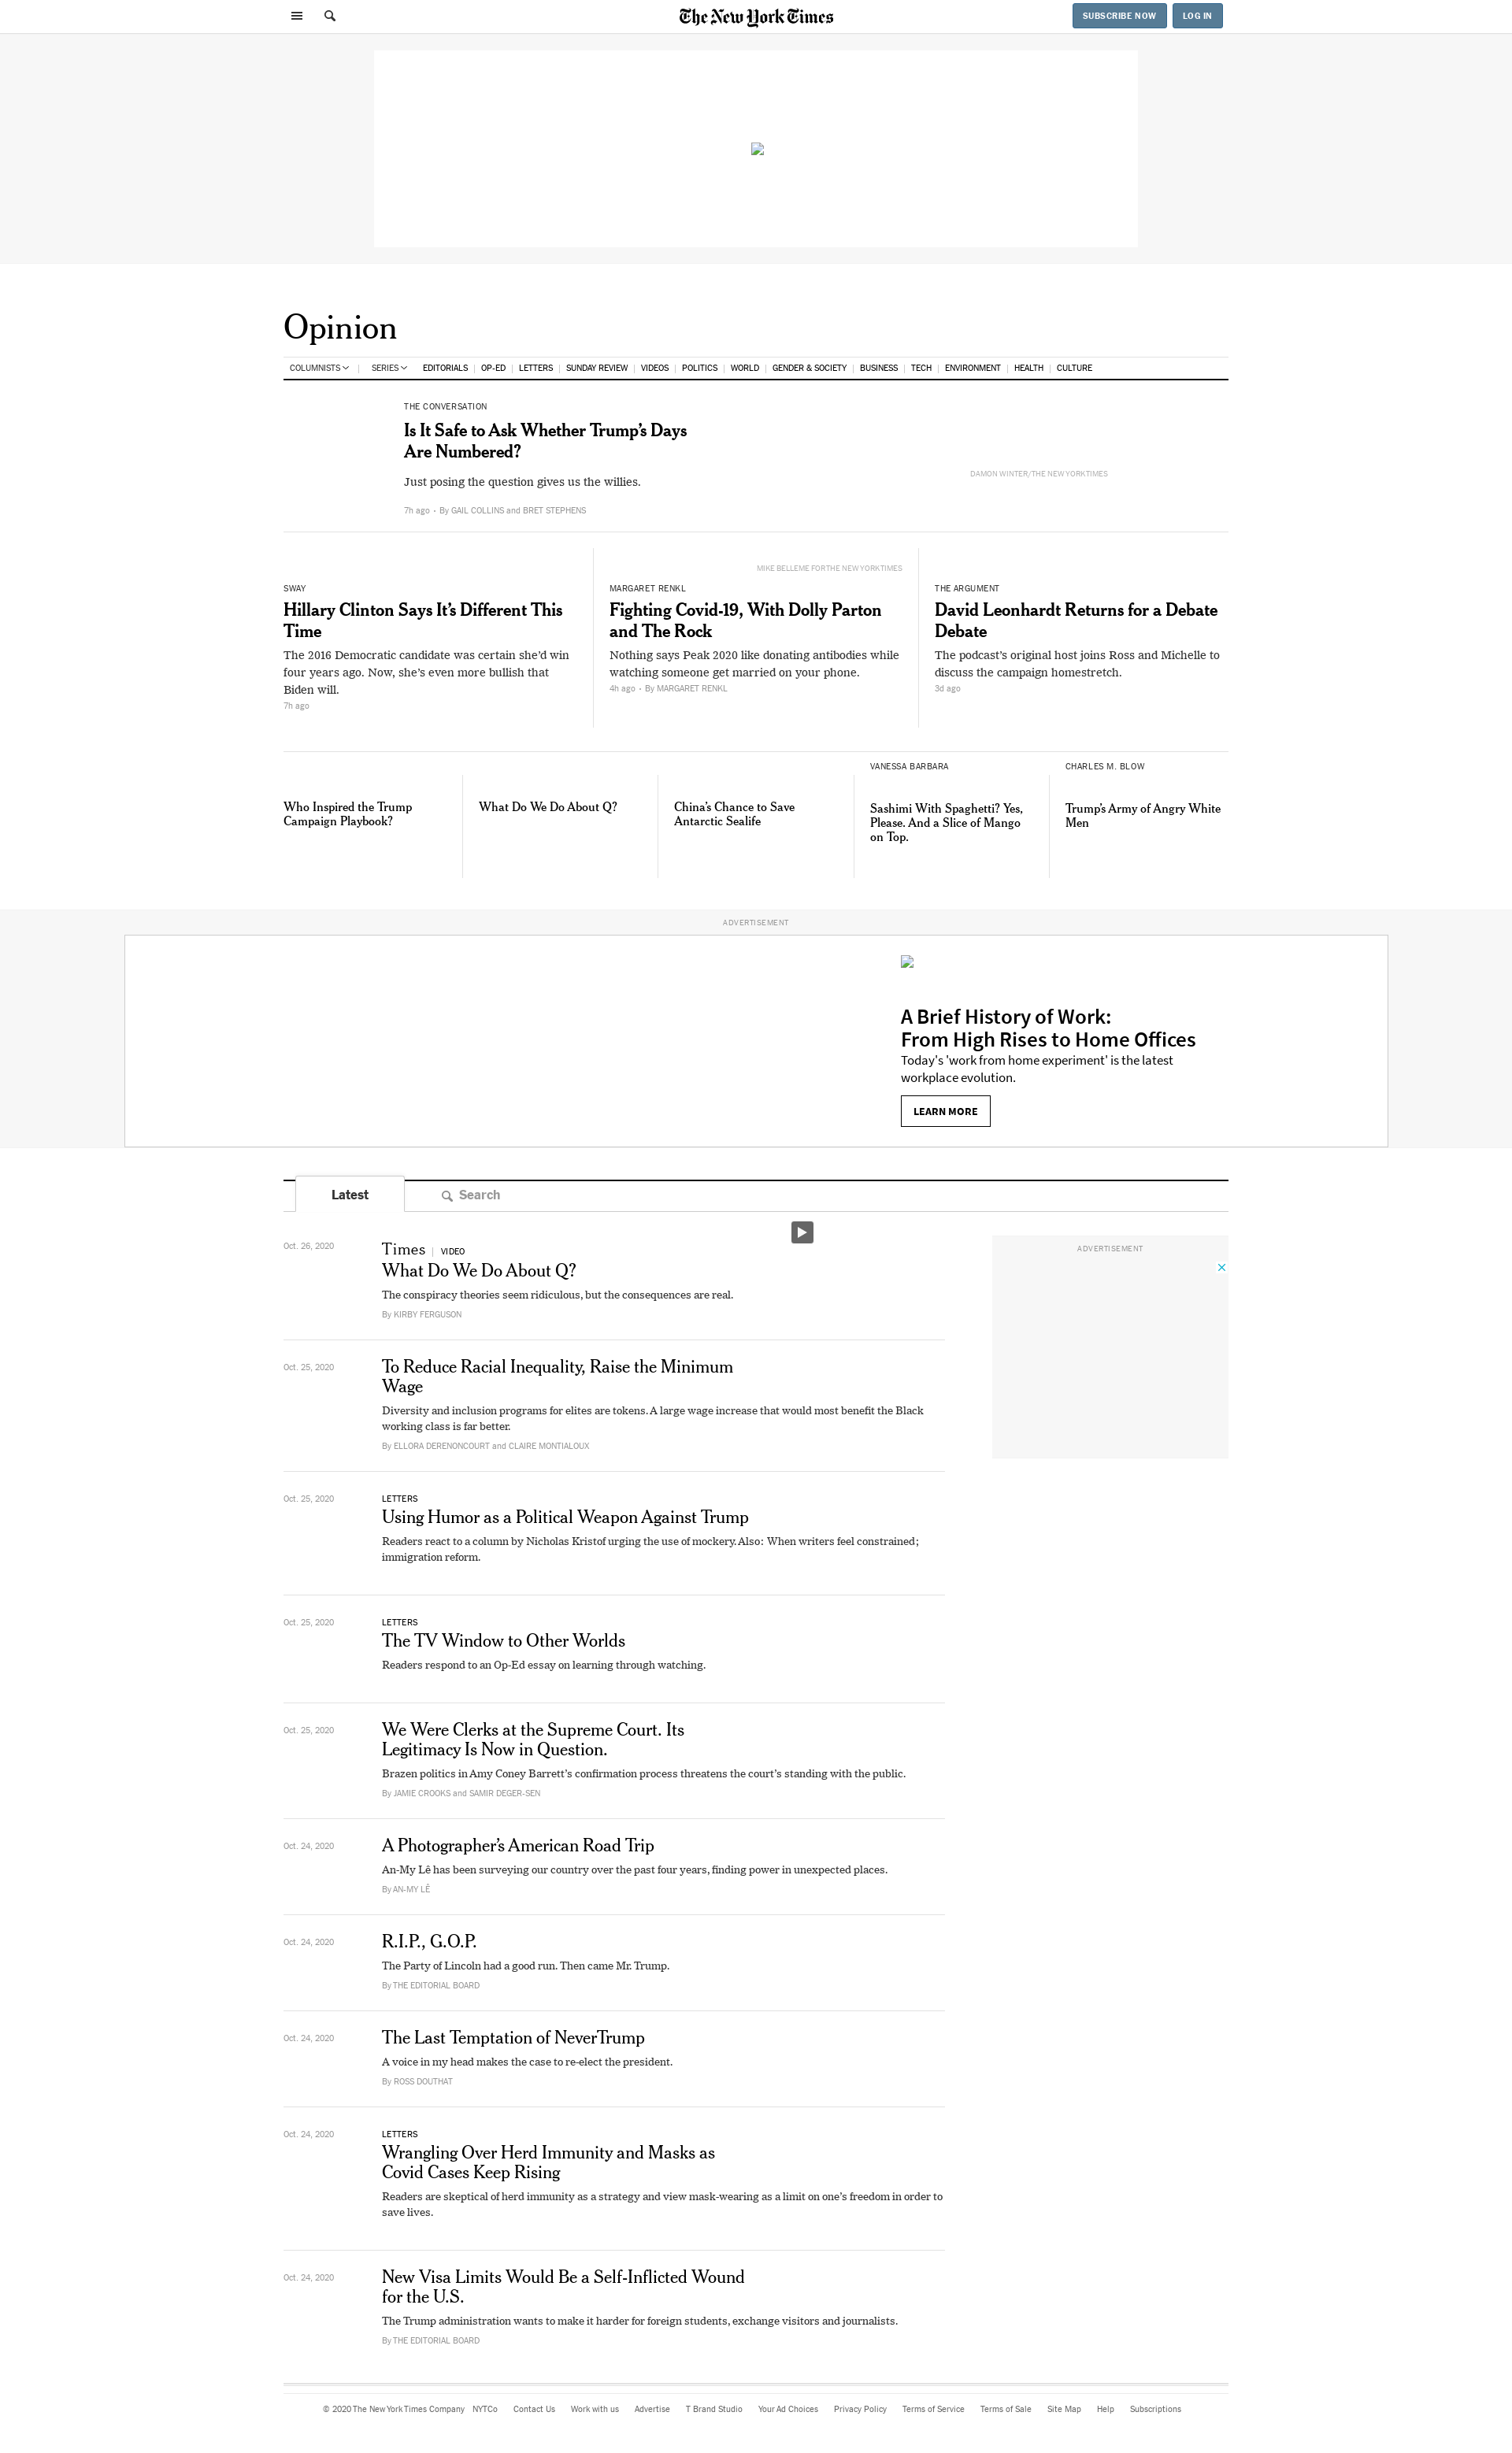 The New York Times
SUBSCRIBE NOW
LOG IN
Opinion
COLUMNISTS
SERIES
EDITORIALS
OP-ED
LETTERS
SUNDAY REVIEW
VIDEOS
POLITICS
WORLD
GENDER & SOCIETY
BUSINESS
TECH
ENVIRONMENT
HEALTH
CULTURE
THE CONVERSATION
Is It Safe to Ask Whether Trump’s Days
Are Numbered?
Just posing the question gives us the willies.
7h ago • By GAIL COLLINS and BRET STEPHENS
DAMON WINTER/THE NEW YORK TIMES
SWAY
Hillary Clinton Says It’s Different This
Time
The 2016 Democratic candidate was certain she’d win
four years ago. Now, she’s even more bullish that
Biden will.
7h ago
MIKE BELLEME FOR THE NEW YORK TIMES
MARGARET RENKL
Fighting Covid-19, With Dolly Parton
and The Rock
Nothing says Peak 2020 like donating antibodies while
watching someone get married on your phone.
4h ago • By MARGARET RENKL
THE ARGUMENT
David Leonhardt Returns for a Debate
Debate
The podcast’s original host joins Ross and Michelle to
discuss the campaign homestretch.
3d ago
Who Inspired the Trump
Campaign Playbook?
What Do We Do About Q?
China’s Chance to Save
Antarctic Sealife
VANESSA BARBARA
Sashimi With Spaghetti? Yes,
Please. And a Slice of Mango
on Top.
CHARLES M. BLOW
Trump’s Army of Angry White
Men
ADVERTISEMENT
A Brief History of Work:
From High Rises to Home Offices
Today's 'work from home experiment' is the latest
workplace evolution.
LEARN MORE
Latest
Search
Oct. 26, 2020
Times | VIDEO
What Do We Do About Q?
The conspiracy theories seem ridiculous, but the consequences are real.
By KIRBY FERGUSON
ADVERTISEMENT
Oct. 25, 2020
To Reduce Racial Inequality, Raise the Minimum
Wage
Diversity and inclusion programs for elites are tokens. A large wage increase that would most benefit the Black
working class is far better.
By ELLORA DERENONCOURT and CLAIRE MONTIALOUX
Oct. 25, 2020
LETTERS
Using Humor as a Political Weapon Against Trump
Readers react to a column by Nicholas Kristof urging the use of mockery. Also: When writers feel constrained;
immigration reform.
Oct. 25, 2020
LETTERS
The TV Window to Other Worlds
Readers respond to an Op-Ed essay on learning through watching.
Oct. 25, 2020
We Were Clerks at the Supreme Court. Its
Legitimacy Is Now in Question.
Brazen politics in Amy Coney Barrett’s confirmation process threatens the court’s standing with the public.
By JAMIE CROOKS and SAMIR DEGER-SEN
Oct. 24, 2020
A Photographer’s American Road Trip
An-My Lê has been surveying our country over the past four years, finding power in unexpected places.
By AN-MY LÊ
Oct. 24, 2020
R.I.P., G.O.P.
The Party of Lincoln had a good run. Then came Mr. Trump.
By THE EDITORIAL BOARD
Oct. 24, 2020
The Last Temptation of NeverTrump
A voice in my head makes the case to re-elect the president.
By ROSS DOUTHAT
Oct. 24, 2020
LETTERS
Wrangling Over Herd Immunity and Masks as
Covid Cases Keep Rising
Readers are skeptical of herd immunity as a strategy and view mask-wearing as a limit on one’s freedom in order to
save lives.
Oct. 24, 2020
New Visa Limits Would Be a Self-Inflicted Wound
for the U.S.
The Trump administration wants to make it harder for foreign students, exchange visitors and journalists.
By THE EDITORIAL BOARD
© 2020 The New York Times Company
NYTCo
Contact Us
Work with us
Advertise
T Brand Studio
Your Ad Choices
Privacy Policy
Terms of Service
Terms of Sale
Site Map
Help
Subscriptions